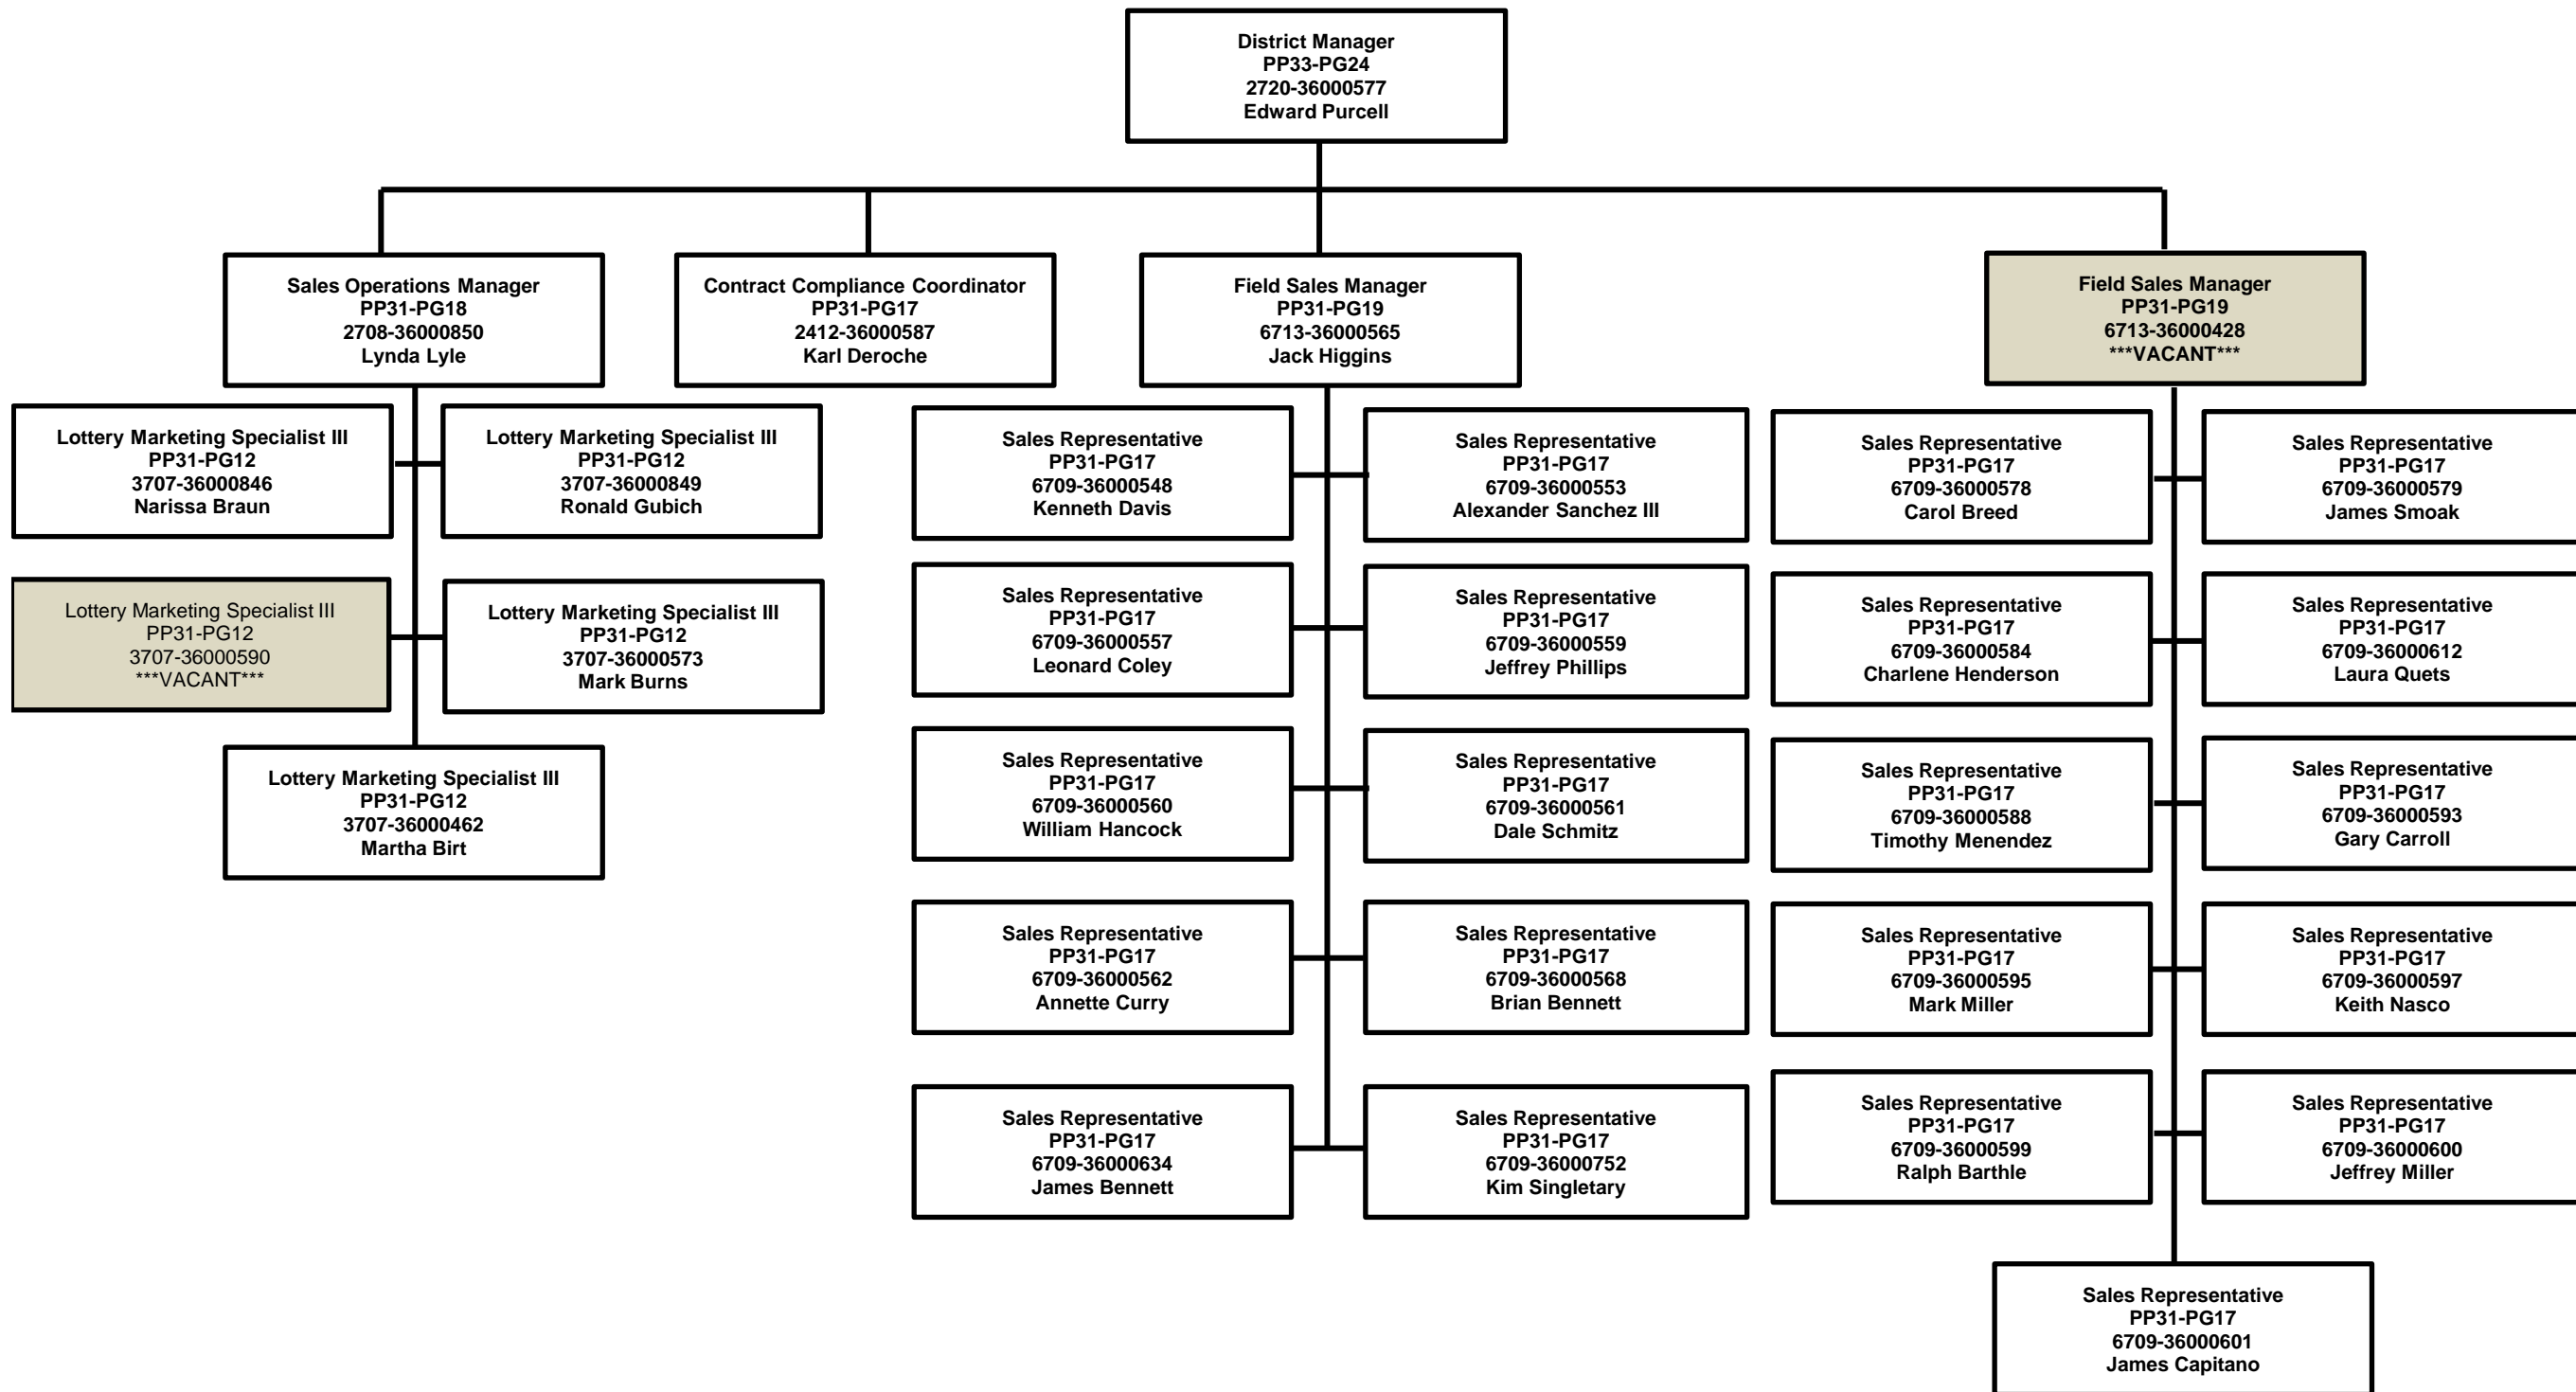 District Manager
PP33-PG24
2720-36000577
Edward Purcell
Sales Operations Manager
PP31-PG18
2708-36000850
Lynda Lyle
Contract Compliance Coordinator
PP31-PG17
2412-36000587
Karl Deroche
Field Sales Manager
PP31-PG19
6713-36000565
Jack Higgins
Field Sales Manager
PP31-PG19
6713-36000428
***VACANT***
Lottery Marketing Specialist III
PP31-PG12
3707-36000846
Narissa Braun
Lottery Marketing Specialist III
PP31-PG12
3707-36000849
Ronald Gubich
Lottery Marketing Specialist III
PP31-PG12
3707-36000590
***VACANT***
Lottery Marketing Specialist III
PP31-PG12
3707-36000573
Mark Burns
Lottery Marketing Specialist III
PP31-PG12
3707-36000462
Martha Birt
Sales Representative
PP31-PG17
6709-36000548
Kenneth Davis
Sales Representative
PP31-PG17
6709-36000553
Alexander Sanchez III
Sales Representative
PP31-PG17
6709-36000557
Leonard Coley
Sales Representative
PP31-PG17
6709-36000559
Jeffrey Phillips
Sales Representative
PP31-PG17
6709-36000560
William Hancock
Sales Representative
PP31-PG17
6709-36000561
Dale Schmitz
Sales Representative
PP31-PG17
6709-36000562
Annette Curry
Sales Representative
PP31-PG17
6709-36000568
Brian Bennett
Sales Representative
PP31-PG17
6709-36000634
James Bennett
Sales Representative
PP31-PG17
6709-36000752
Kim Singletary
Sales Representative
PP31-PG17
6709-36000578
Carol Breed
Sales Representative
PP31-PG17
6709-36000579
James Smoak
Sales Representative
PP31-PG17
6709-36000584
Charlene Henderson
Sales Representative
PP31-PG17
6709-36000612
Laura Quets
Sales Representative
PP31-PG17
6709-36000588
Timothy Menendez
Sales Representative
PP31-PG17
6709-36000593
Gary Carroll
Sales Representative
PP31-PG17
6709-36000595
Mark Miller
Sales Representative
PP31-PG17
6709-36000597
Keith Nasco
Sales Representative
PP31-PG17
6709-36000599
Ralph Barthle
Sales Representative
PP31-PG17
6709-36000600
Jeffrey Miller
Sales Representative
PP31-PG17
6709-36000601
James Capitano